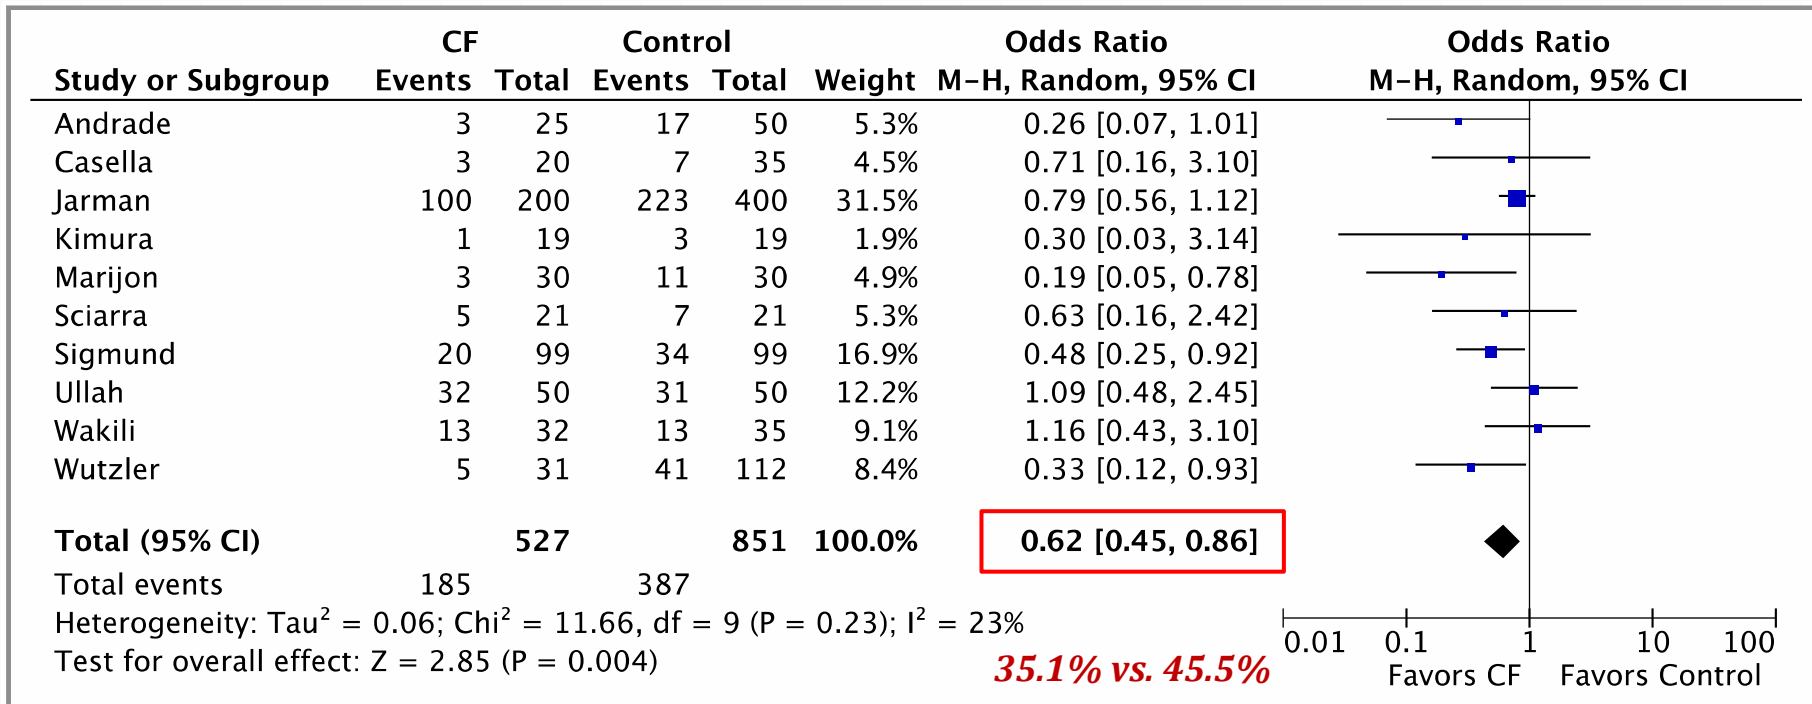 CF Control Odds Ratio Odds Ratio
Study or Subgroup Events Total Events Total Weight M-H, Random, 95% CI M-H, Random, 95% CI
Andrade 3 25 17 50 5.3% 0.26 [0.07, 1.01]
Casella 3 20 7 35 4.5% 0.71 [0.16, 3.10]
Jarman 100 200 223 400 31.5% 0.79 [0.56, 1.12]
Kimura 1 19 3 19 1.9% 0.30 [0.03, 3.14]
Marijon 3 30 11 30 4.9% 0.19 [0.05, 0.78]
Sciarra 5 21 7 21 5.3% 0.63 [0.16, 2.42]
Sigmund 20 99 34 99 16.9% 0.48 [0.25, 0.92]
Ullah 32 50 31 50 12.2% 1.09 [0.48, 2.45]
Wakili 13 32 13 35 9.1% 1.16 [0.43, 3.10]
Wutzler 5 31 41 112 8.4% 0.33 [0.12, 0.93]
Total (95% CI) 527 851 100.0% 0.62 [0.45, 0.86]
Total events 185 387
Heterogeneity: Tau² = 0.06; Chi² = 11.66, df = 9 (P = 0.23); I² = 23%
Test for overall effect: Z = 2.85 (P = 0.004)
35.1% vs. 45.5%
0.01 0.1 1 10 100
Favors CF Favors Control